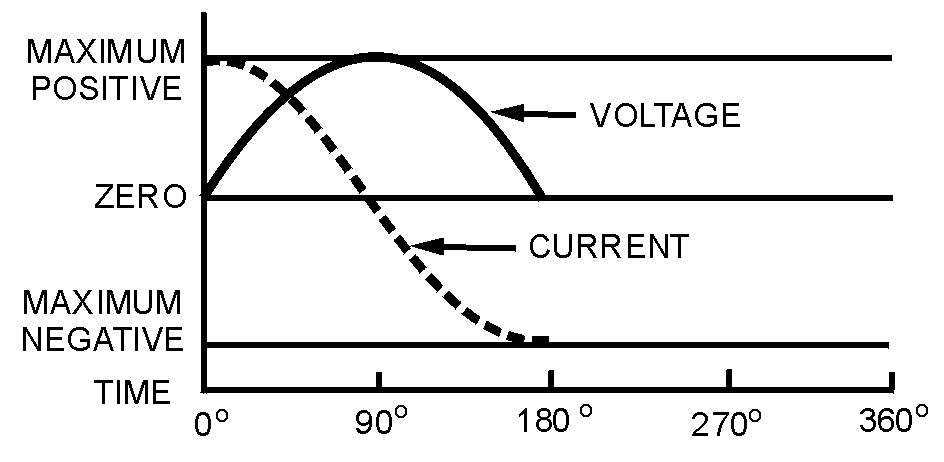 MAXIMUM
POSITIVE
VOLTAGE
ZERO
CURRENT
MAXIMUM
NEGATIVE
TIME
0° 90° 180° 270° 360°